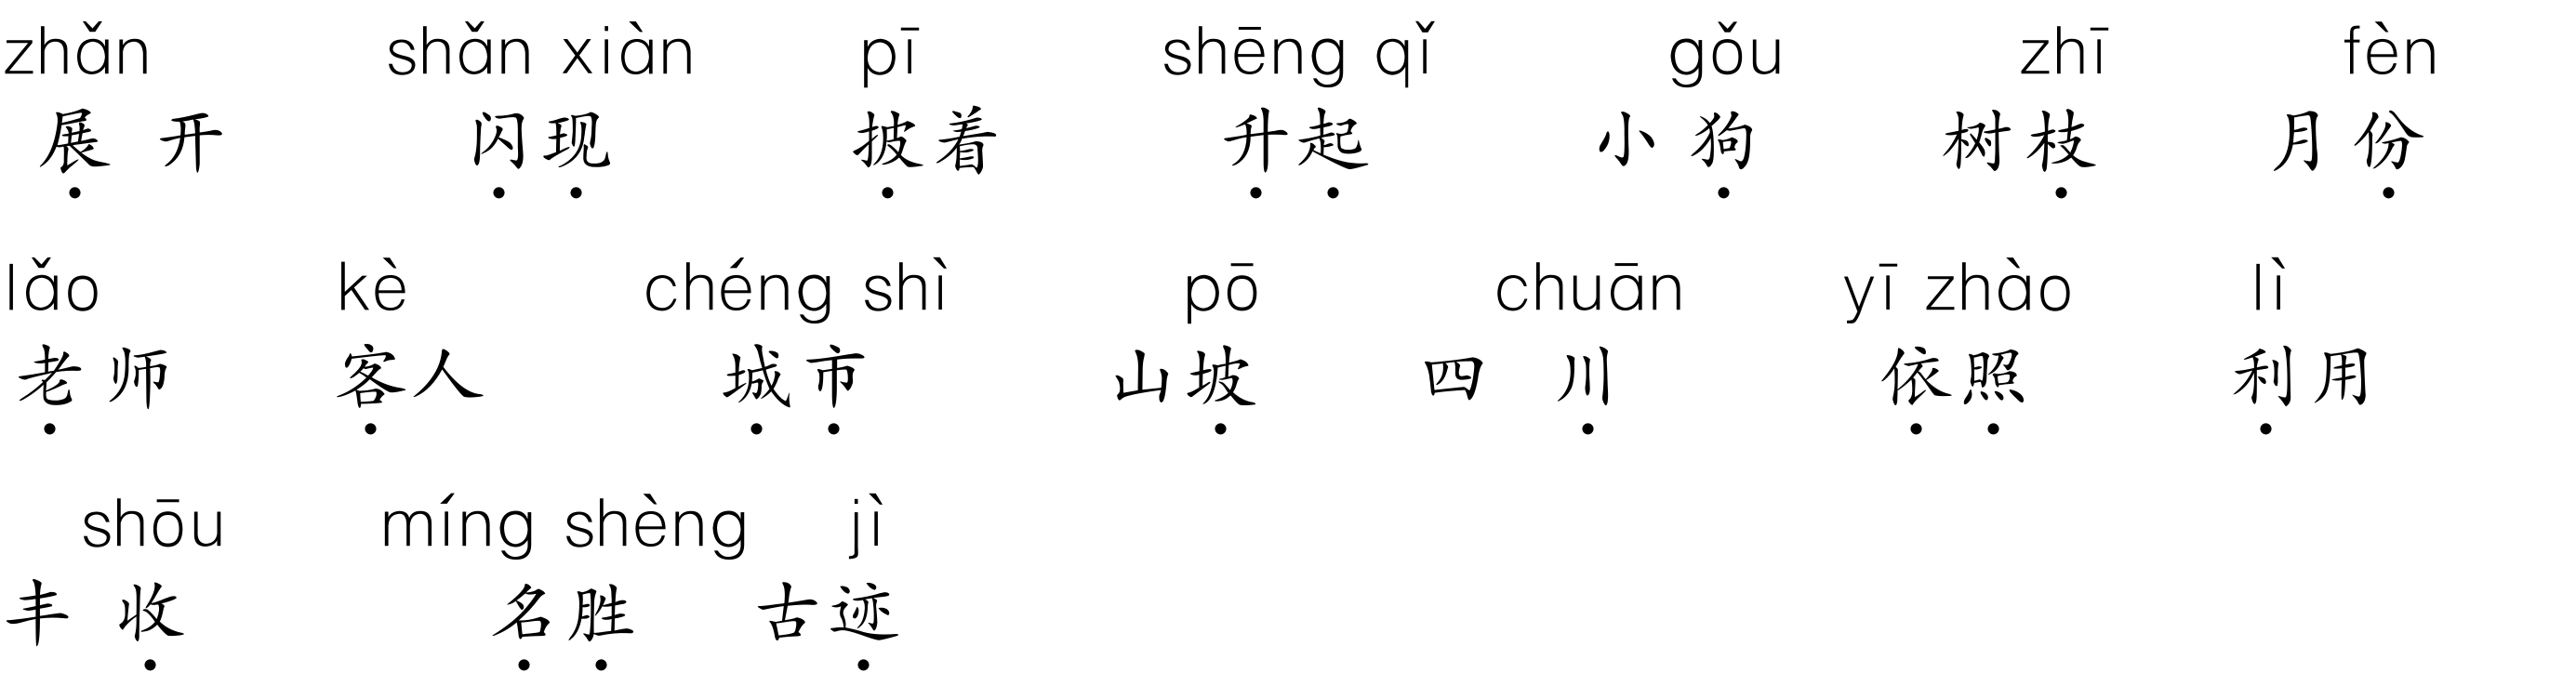 zhǎn shǎn xiàn pī shēng qǐ gǒu zhī fèn
展开 闪现 披着 升起 小狗 树枝 月份
lǎo kè chéng shì pō chuān yī zhào lì
老师 客人 城市 山坡 四川 依照 利用
shōu míng shèng jì
丰收 名胜古迹